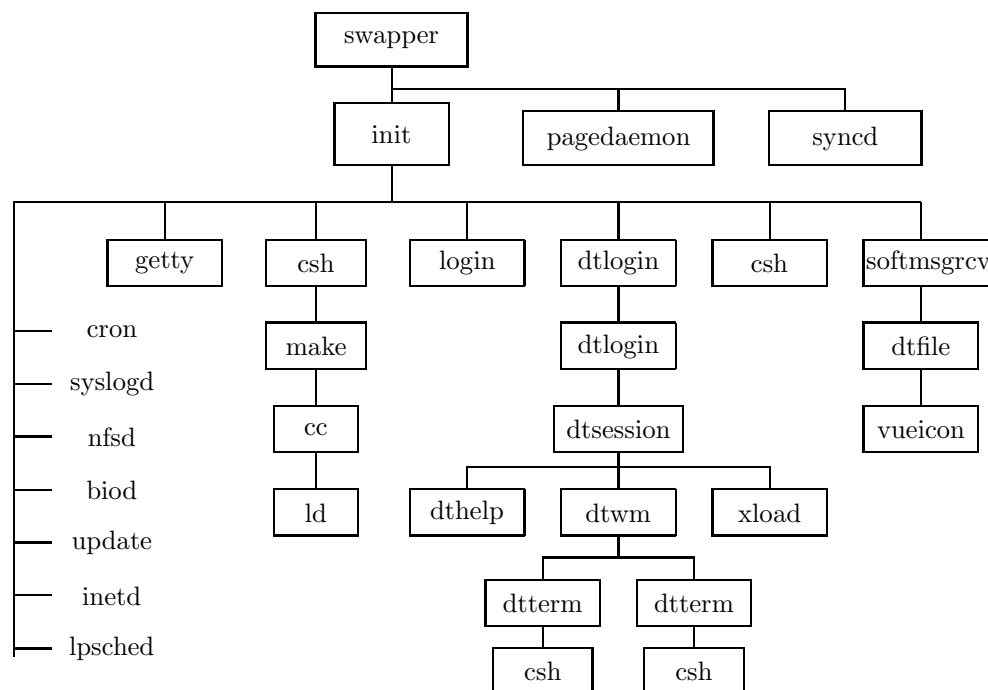 swapper
init
pagedaemon
syncd
getty
csh
login
dtlogin
csh
softmsgrcv
cron
make
dtlogin
dtfile
syslogd
nfsd
cc
dtsession
vueicon
biod
ld
dthelp
dtwm
xload
update
inetd
dtterm
dtterm
lpsched
csh
csh